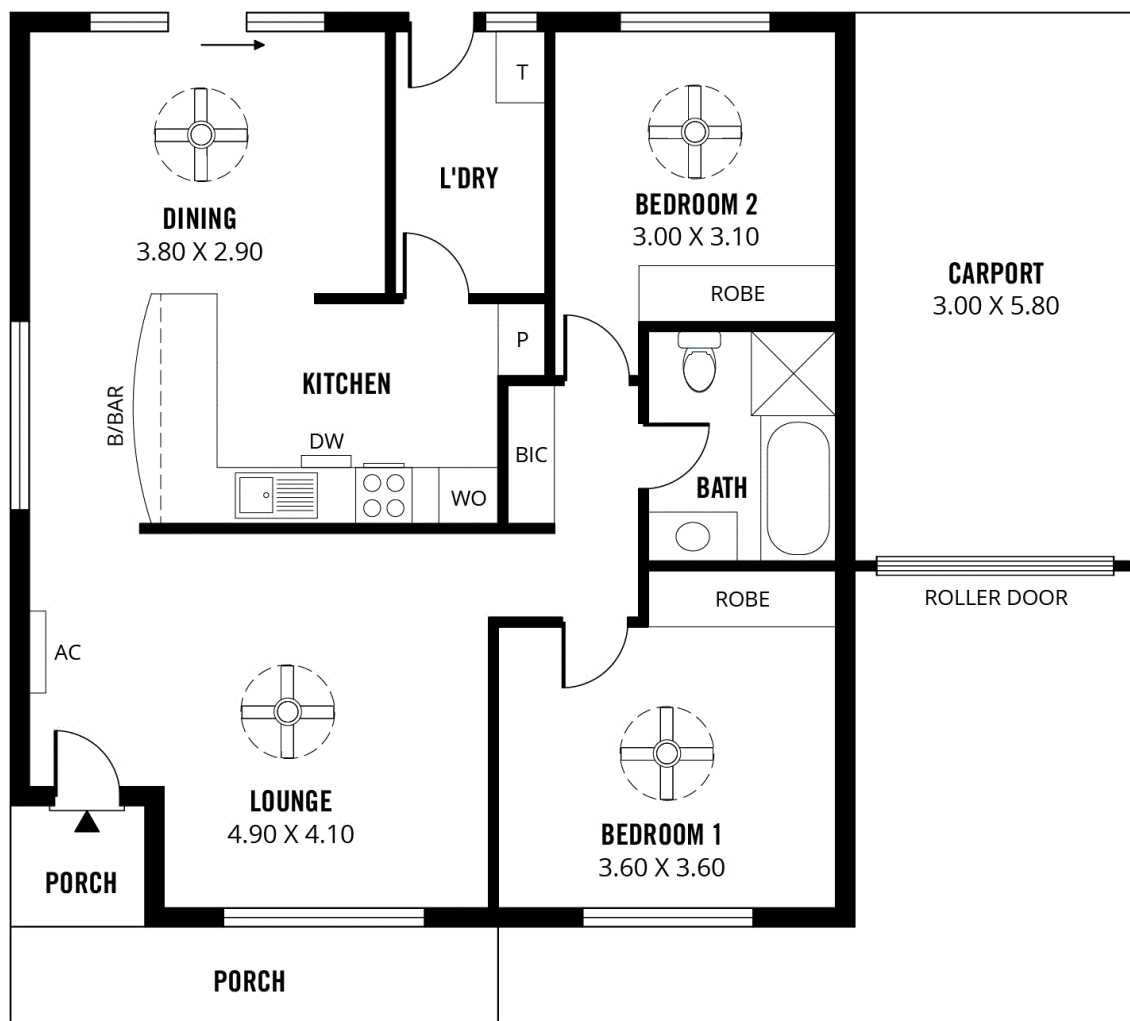 T
L'DRY
DINING
3.80 X 2.90
BEDROOM 2
3.00 X 3.10
ROBE
CARPORT
3.00 X 5.80
P
KITCHEN
B/BAR
DW
BIC
WO
BATH
ROBE
ROLLER DOOR
AC
LOUNGE
4.90 X 4.10
BEDROOM 1
3.60 X 3.60
PORCH
PORCH